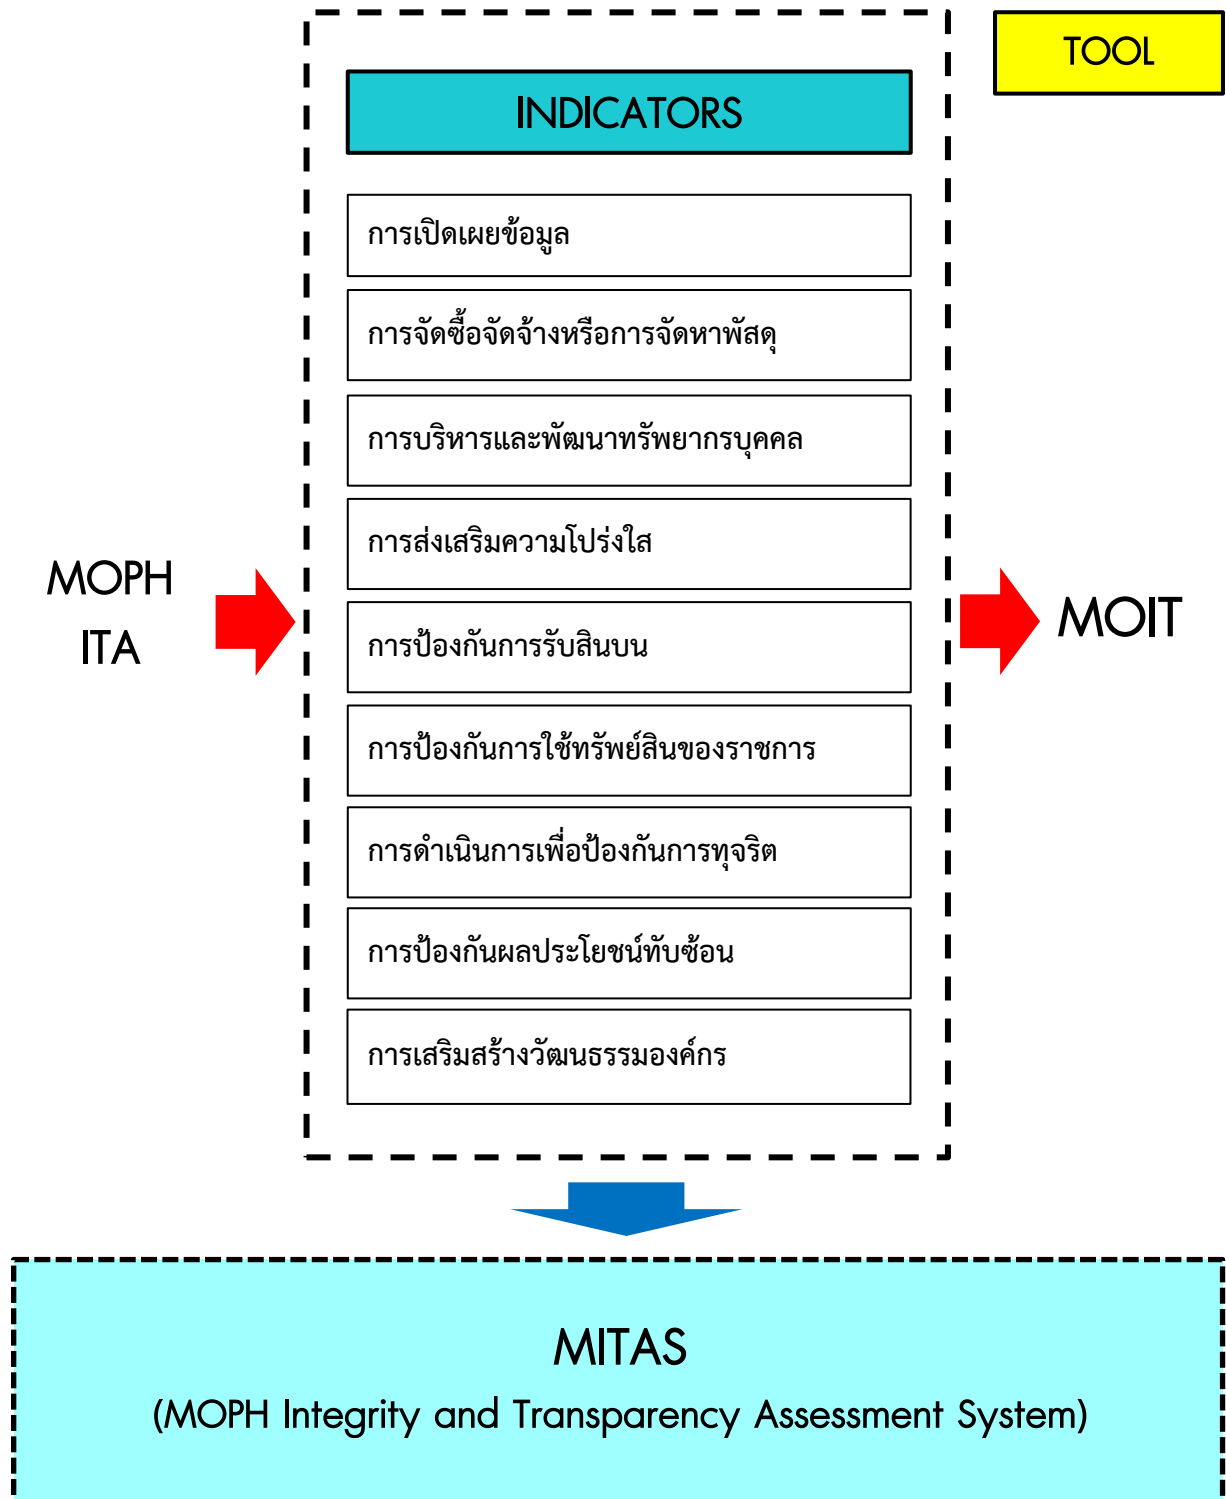 TOOL
INDICATORS
การเปิดเผยข้อมูล
การจัดซื้อจัดจ้างหรือการจัดหาพัสดุ
การบริหารและพัฒนาทรัพยากรบุคคล
การส่งเสริมความโปร่งใส
การป้องกันการรับสินบน
การป้องกันการใช้ทรัพย์สินของราชการ
การดำเนินการเพื่อป้องกันการทุจริต
การป้องกันผลประโยชน์ทับซ้อน
การเสริมสร้างวัฒนธรรมองค์กร
MOPH
ITA
MOIT
MITAS
(MOPH Integrity and Transparency Assessment System)